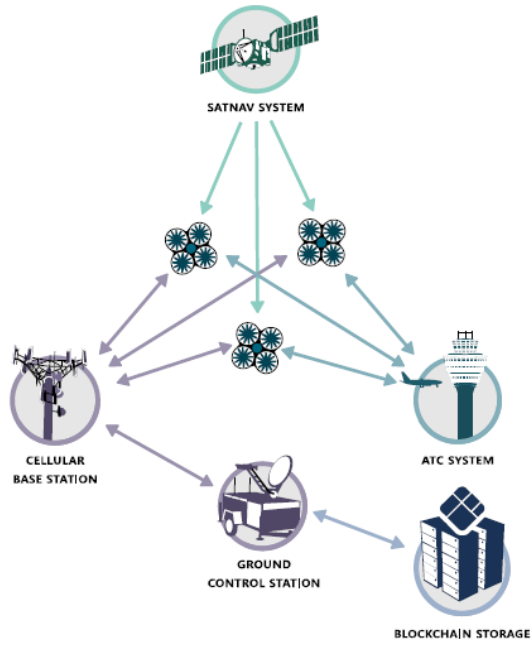 SATNAV SYSTEM
CELLULAR
BASE STATION
ATC SYSTEM
GROUND
CONTROL STATION
BLOCKCHAIN STORAGE